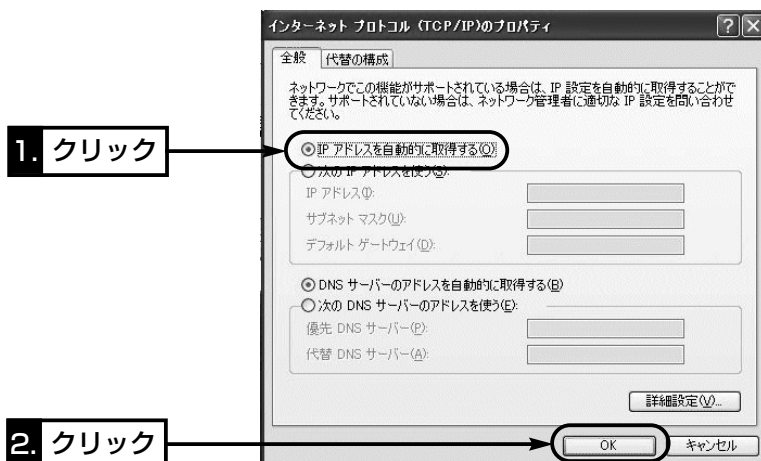 インターネット プロトコル (TCP/IP)のプロパティ
全般
代替の構成
ネットワークでこの機能がサポートされている場合は、IP 設定を自動的に取得することがで
きます。サポートされていない場合は、ネットワーク管理者に適切な IP 設定を問い合わせ
てください。
1. クリック
IP アドレスを自動的に取得する(O)
次の IP アドレスを使う(S):
IP アドレス(I):
サブネット マスク(U):
デフォルト ゲートウェイ(D):
DNS サーバーのアドレスを自動的に取得する(B)
次の DNS サーバーのアドレスを使う(E):
優先 DNS サーバー(P):
代替 DNS サーバー(A):
詳細設定(V)...
2. クリック
OK
キャンセル